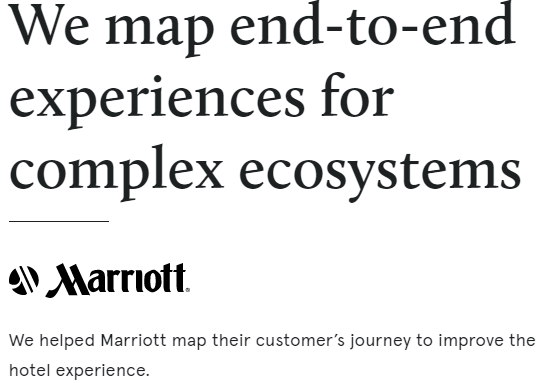 We map end-to-end
experiences for
complex ecosystems
Marriott®
We helped Marriott map their customer’s journey to improve the
hotel experience.